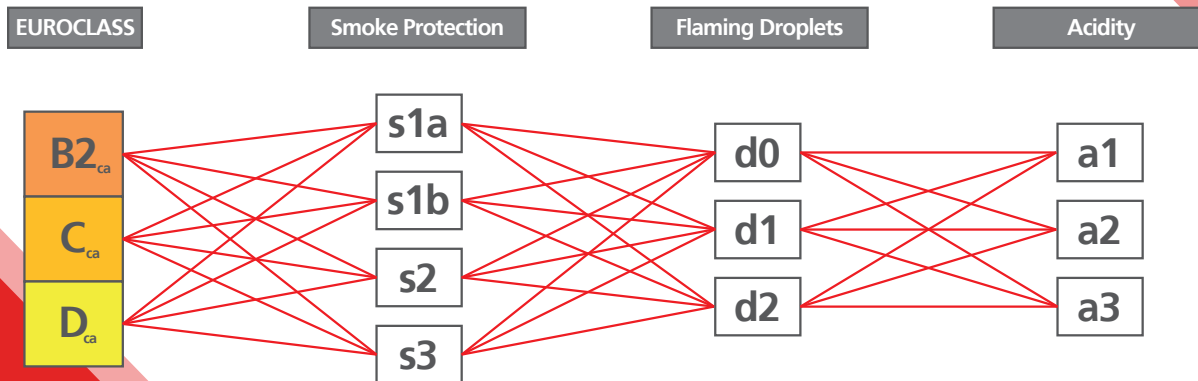 EUROCLASS
Smoke Protection
Flaming Droplets
Acidity
B2ca
Cca
Dca
s1a
s1b
s2
s3
d0
d1
d2
a1
a2
a3